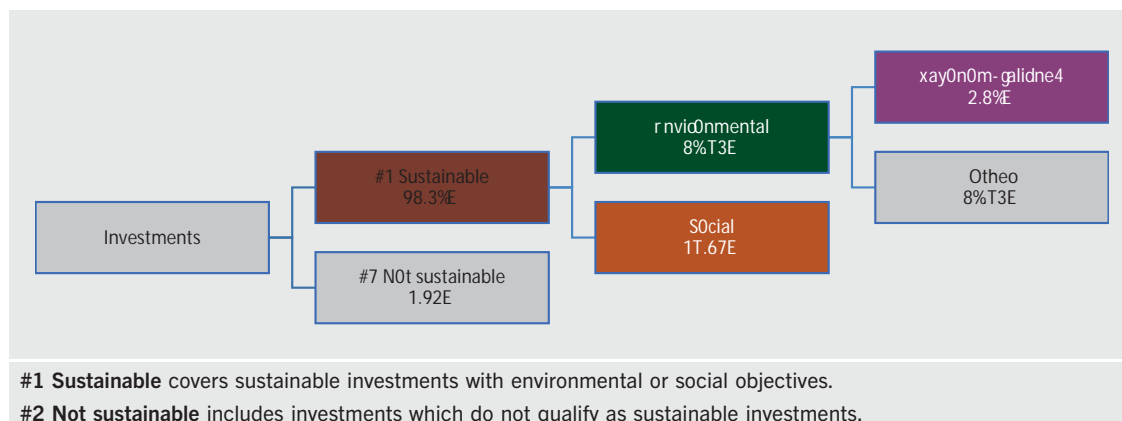 xay0n0m-galidne4
2.8%E
rnvio0nmental
8%T3E
#1 Sustainable
98.3%E
Otheo
8%T3E
Investments
S0cial
1T.67E
#7 N0t sustainable
1.92E
#1 Sustainable covers sustainable investments with environmental or social objectives.
#2 Not sustainable includes investments which do not qualify as sustainable investments.